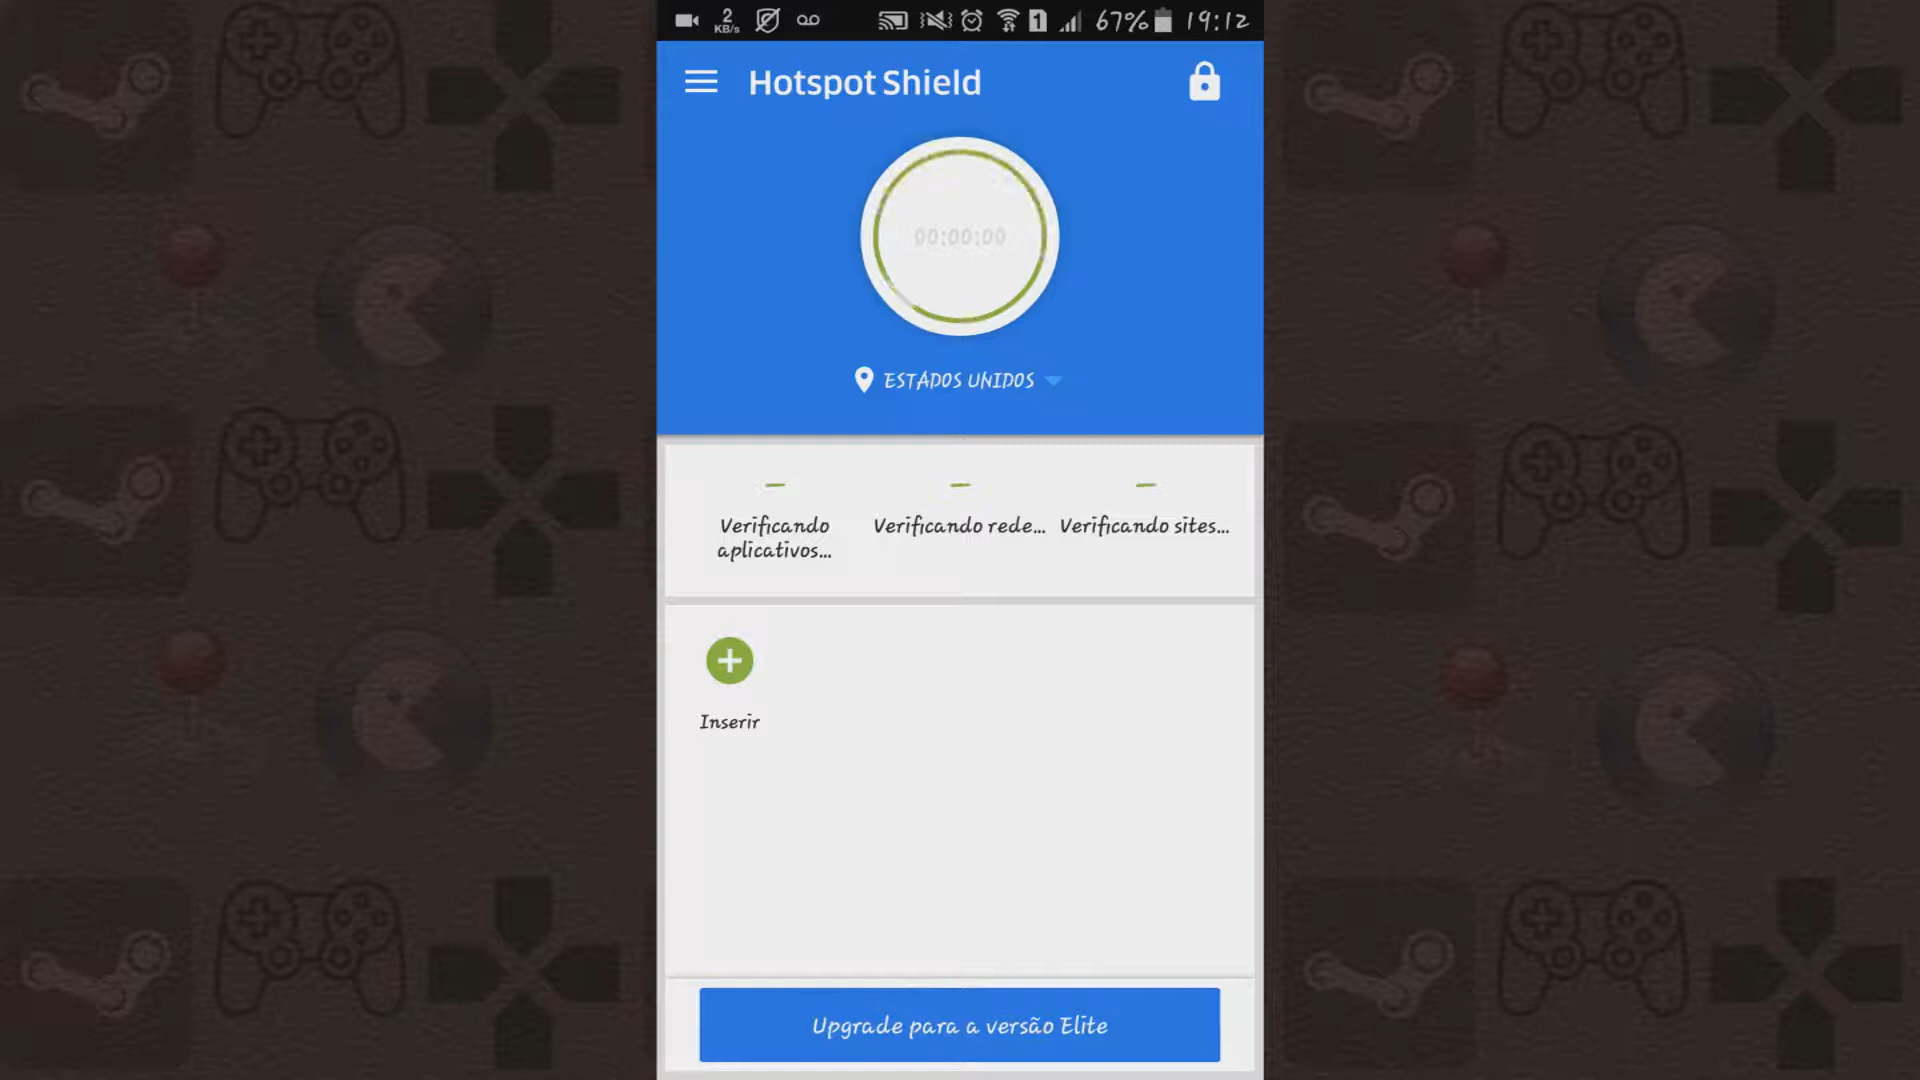 2
KB/s
1
67%
19:12
Hotspot Shield
00:00:00
ESTADOS UNIDOS
Verificando aplicativos...
Verificando rede...
Verificando sites...
Inserir
Upgrade para a versão Elite